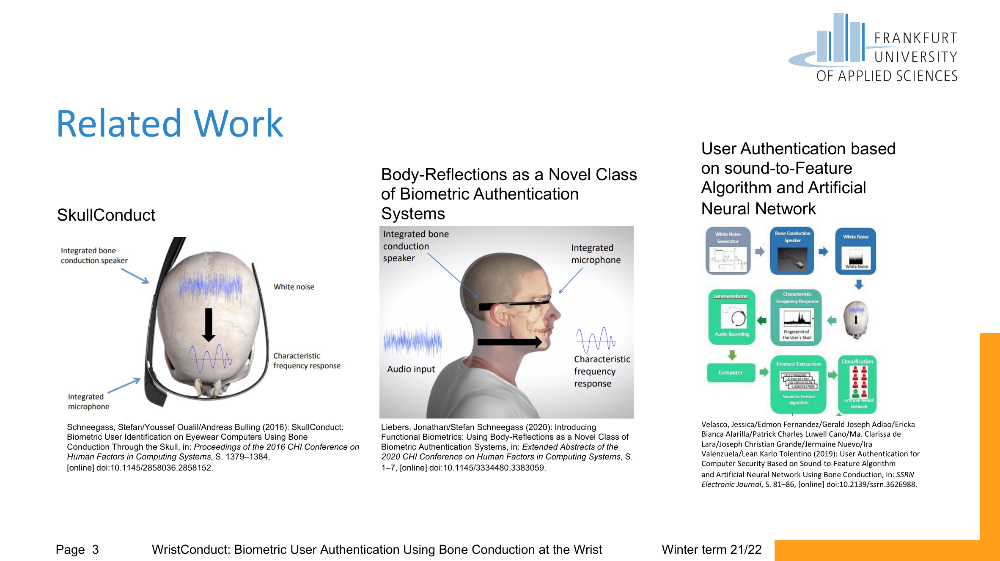 FRANKFURT
UNIVERSITY
OF APPLIED SCIENCES
Related Work
SkullConduct
Integrated bone
conduction speaker
White noise
Characteristic
frequency response
Integrated
microphone
Schneegass, Stefan/Youssef Oualil/Andreas Bulling (2016): SkullConduct:
Biometric User Identification on Eyewear Computers Using Bone
Conduction Through the Skull, in: Proceedings of the 2016 CHI Conference on
Human Factors in Computing Systems, S. 1379–1384,
[online] doi:10.1145/2858036.2858152.
Body-Reflections as a Novel Class
of Biometric Authentication
Systems
Integrated bone
conduction
speaker
Integrated
microphone
Audio input
Characteristic
frequency
response
Liebers, Jonathan/Stefan Schneegass (2020): Introducing
Functional Biometrics: Using Body-Reflections as a Novel Class of
Biometric Authentication Systems, in: Extended Abstracts of the
2020 CHI Conference on Human Factors in Computing Systems, S.
1–7, [online] doi:10.1145/3334480.3383059.
User Authentication based
on sound-to-Feature
Algorithm and Artificial
Neural Network
White Noise
Generator
Bone Conduction
Speaker
White Noise
White Noise
Laryngophone
Audio Recording
Characteristic
Frequency Response
Fingerprint of
the User's Skull
Computer
Feature Extraction
-1.65634517606
Sound to Feature
Algorithm
Classification
Artificial Neural
Network
Velasco, Jessica/Edmon Fernandez/Gerald Joseph Adiao/Ericka
Bianca Alarilla/Patrick Charles Luwell Cano/Ma. Clarissa de
Lara/Joseph Christian Grande/Jermaine Nuevo/Ira
Valenzuela/Lean Karlo Tolentino (2019): User Authentication for
Computer Security Based on Sound-to-Feature Algorithm
and Artificial Neural Network Using Bone Conduction, in: SSRN
Electronic Journal, S. 81–86, [online] doi:10.2139/ssrn.3626988.
Page 3
WristConduct: Biometric User Authentication Using Bone Conduction at the Wrist
Winter term 21/22